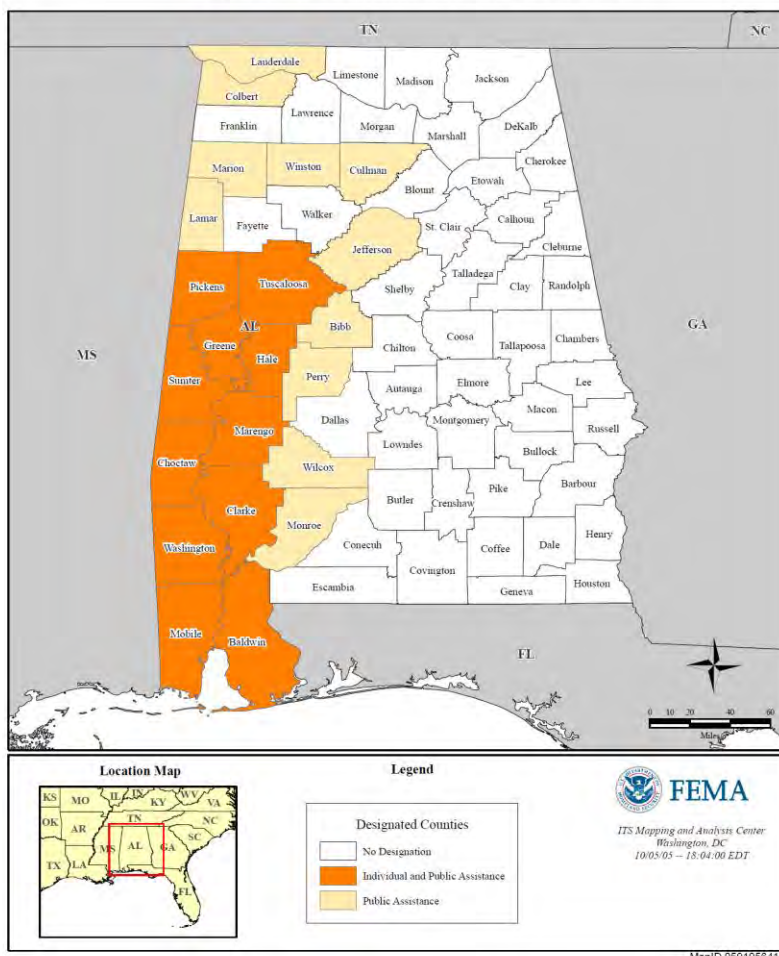 TN
NC
Lauderdale
Limestone
Madison
Jackson
Colbert
Lawrence
Franklin
Morgan
Marshall
DeKalb
Cherokee
Marion
Winston
Cullman
Etowah
Blount
Lamar
Fayette
Walker
St. Clair
Calhoun
Cleburne
Jefferson
Talladega
Pickens
Tuscaloosa
Shelby
Clay
Randolph
AL
Bibb
GA
MS
Greene
Hale
Chilton
Coosa
Tallapoosa
Chambers
Sumter
Perry
Autauga
Elmore
Lee
Marengo
Dallas
Macon
Montgomery
Russell
Lowndes
Bullock
Choctaw
Wilcox
Pike
Barbour
Clarke
Butler
Crenshaw
Monroe
Washington
Conecuh
Coffee
Dale
Henry
Covington
Escambia
Geneva
Houston
Mobile
Baldwin
FL
0 10 20 40 60
Miles
Location Map
KS
MO
IL
IN
KY
WV
VA
OK
AR
TN
NC
SC
MS
AL
GA
TX
LA
FL
Legend
Designated Counties
No Designation
Individual and Public Assistance
Public Assistance
FEMA
ITS Mapping and Analysis Center
Washington, DC
10/05/05 -- 18:04:00 EDT